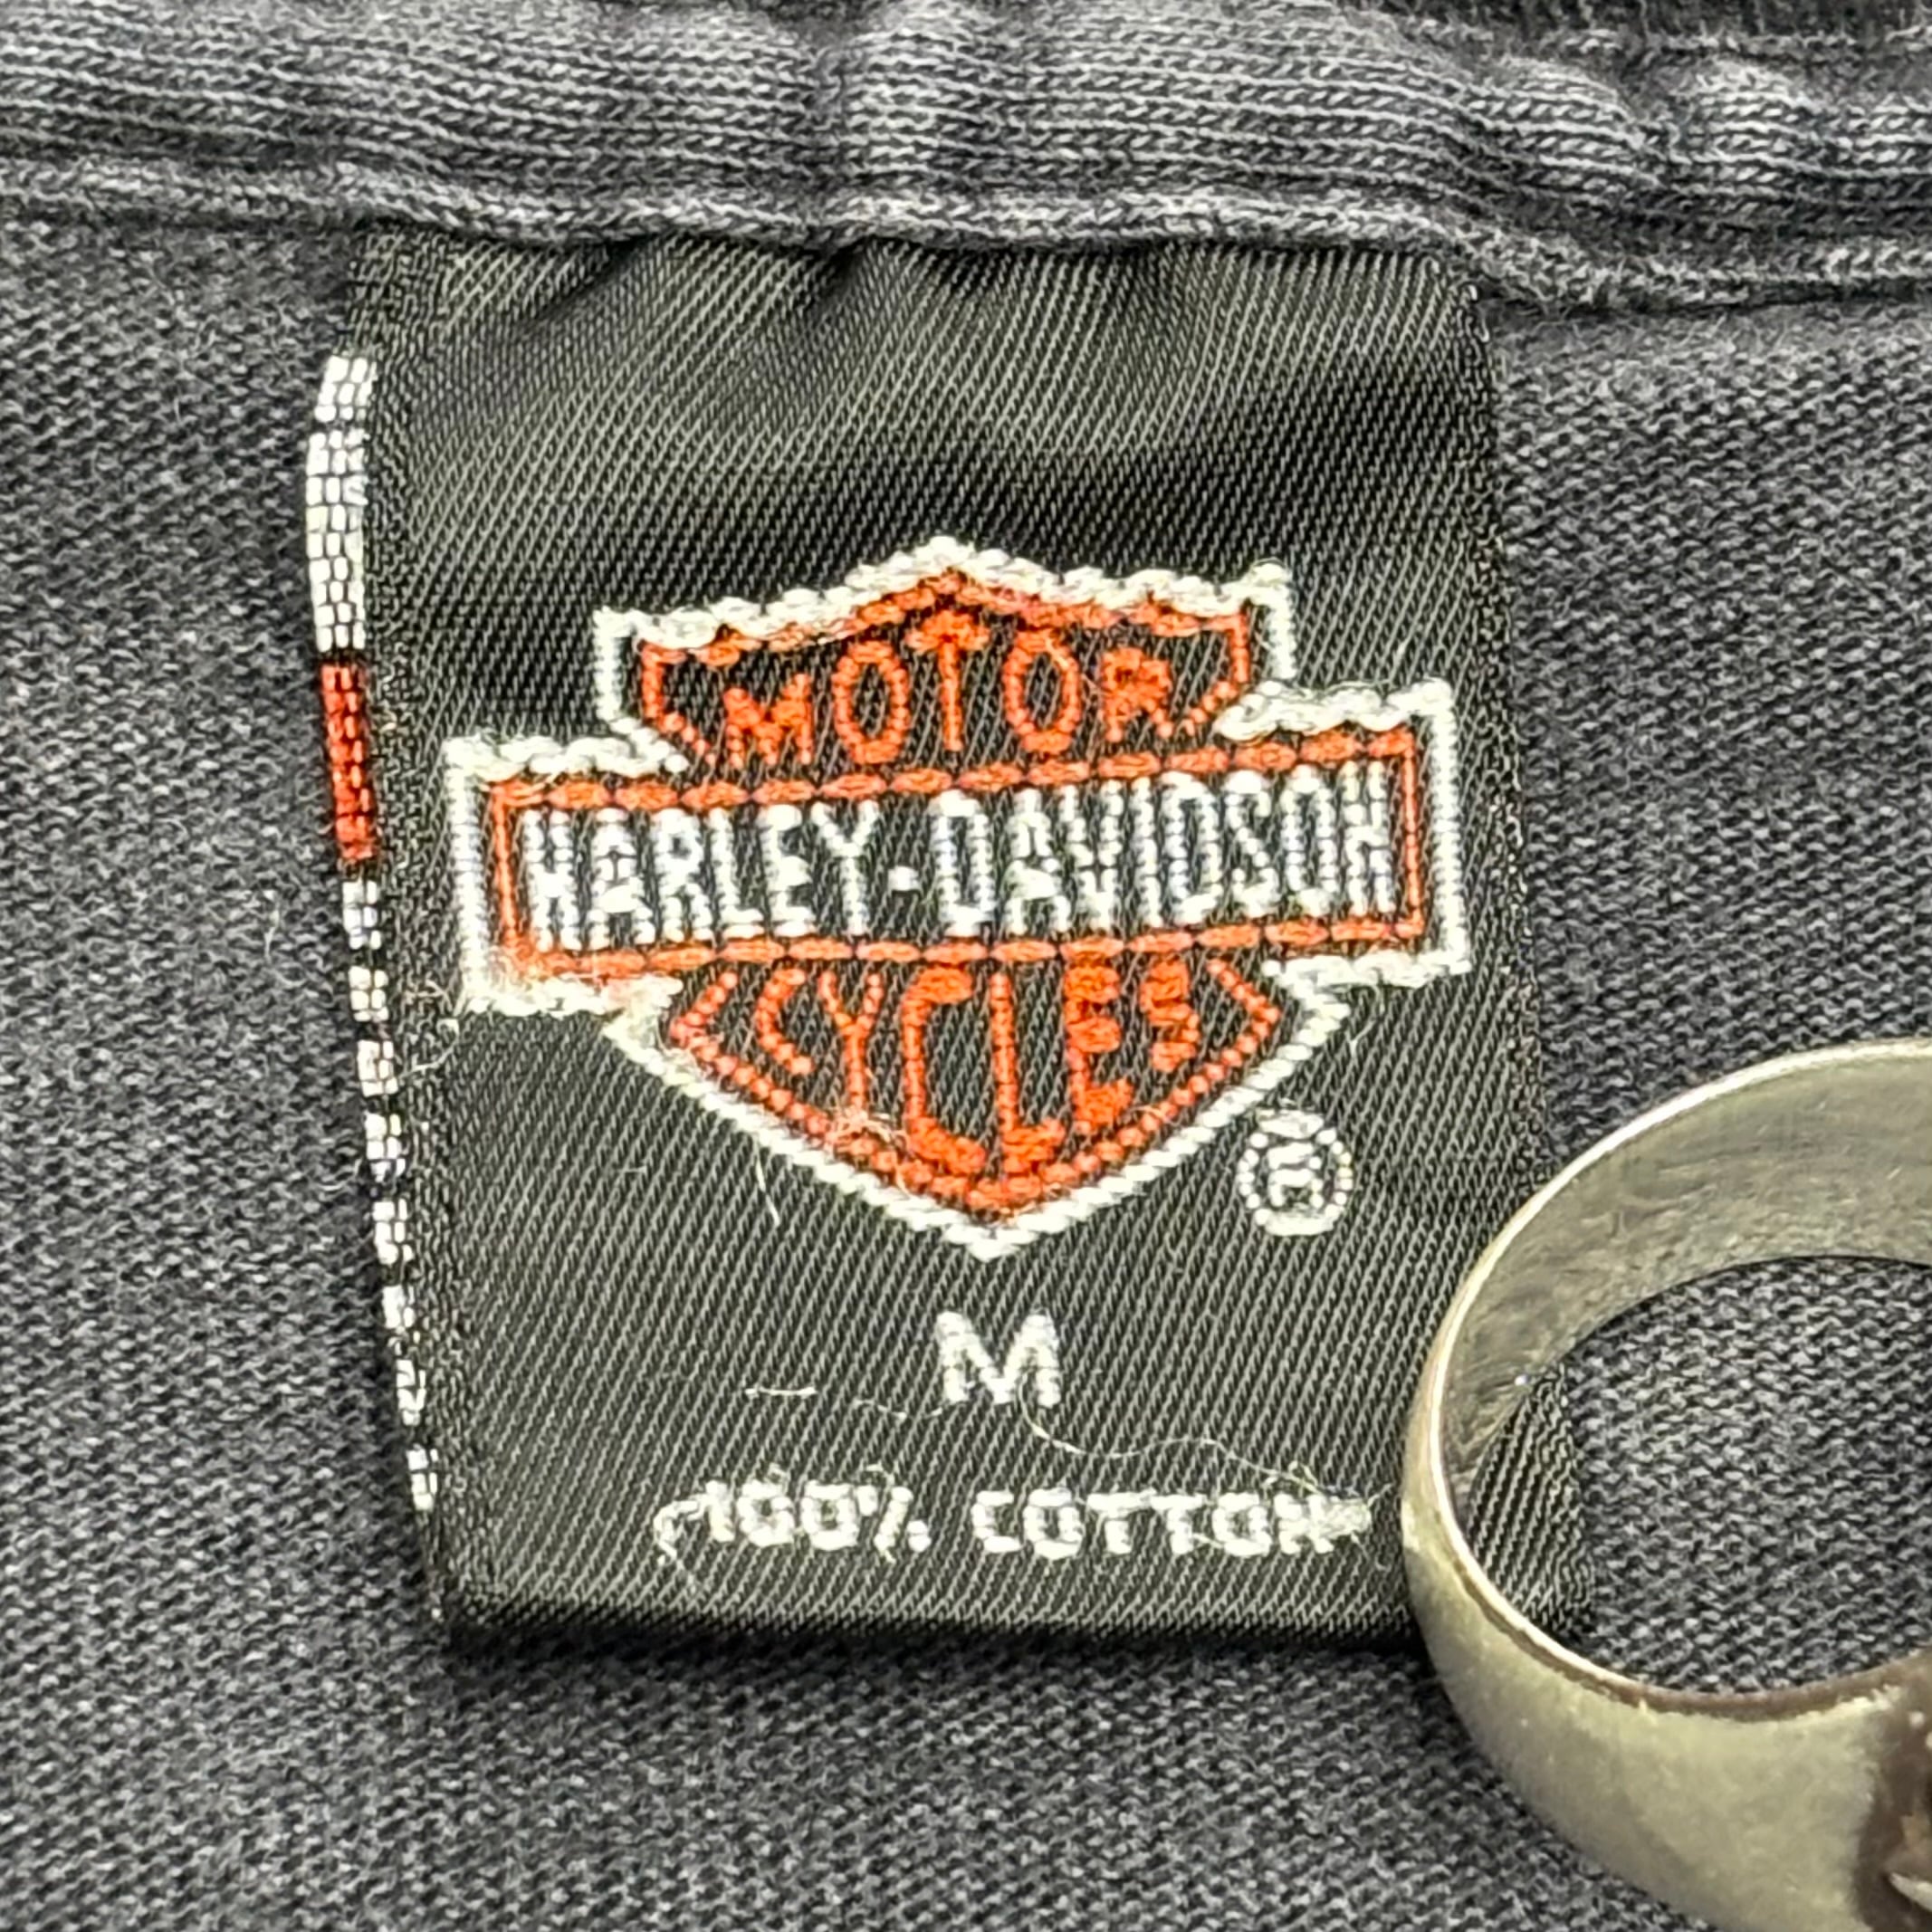 MOTOR
HARLEY-DAVIDSON
CYCLES
®
M
100% COTTON